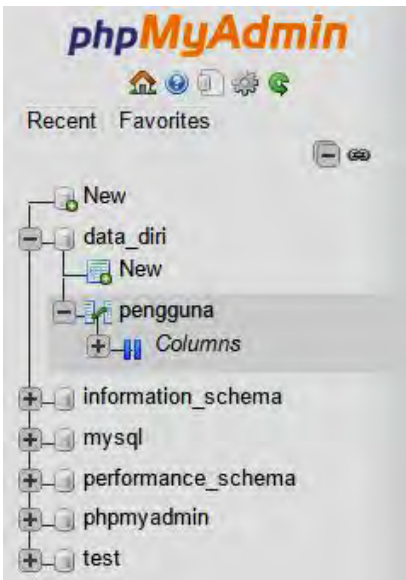 phpMyAdmin
Recent Favorites
New
data_diri
New
pengguna
Columns
information_schema
mysql
performance_schema
phpmyadmin
test